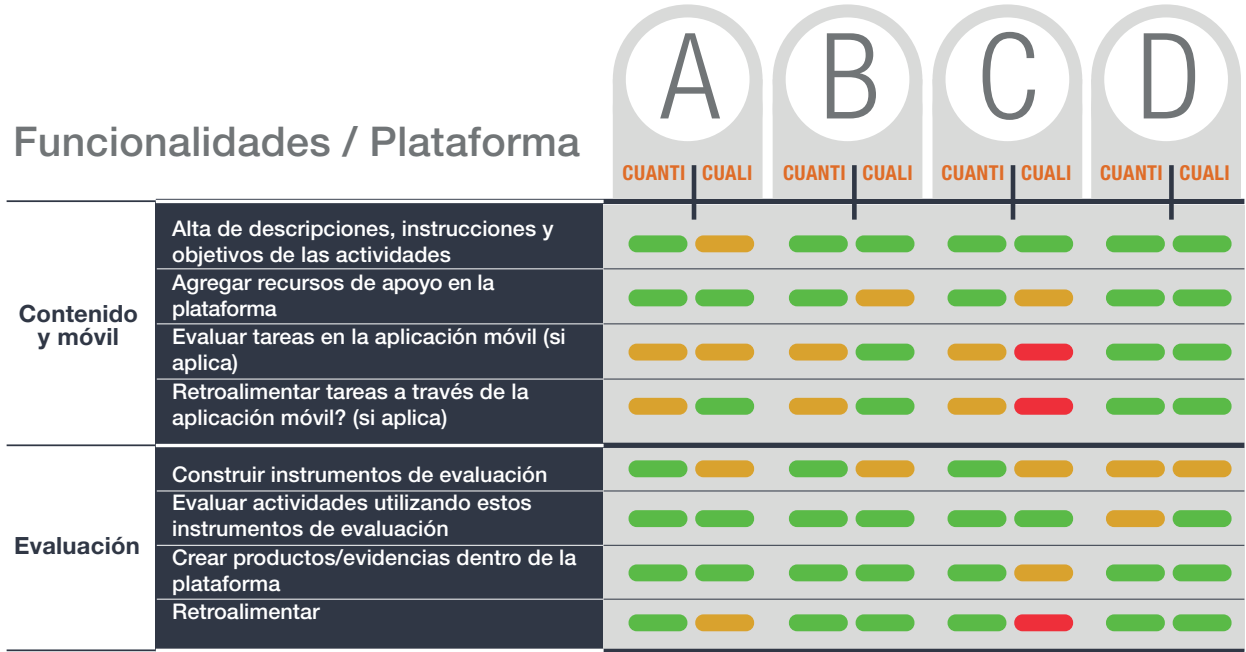 A B C D
Funcionalidades / Plataforma
CUANTI CUALI CUANTI CUALI CUANTI CUALI CUANTI CUALI
Contenido
y móvil
Alta de descripciones, instrucciones y
objetivos de las actividades
Agregar recursos de apoyo en la
plataforma
Evaluar tareas en la aplicación móvil (si
aplica)
Retroalimentar tareas a través de la
aplicación móvil? (si aplica)
Evaluación
Construir instrumentos de evaluación
Evaluar actividades utilizando estos
instrumentos de evaluación
Crear productos/evidencias dentro de la
plataforma
Retroalimentar